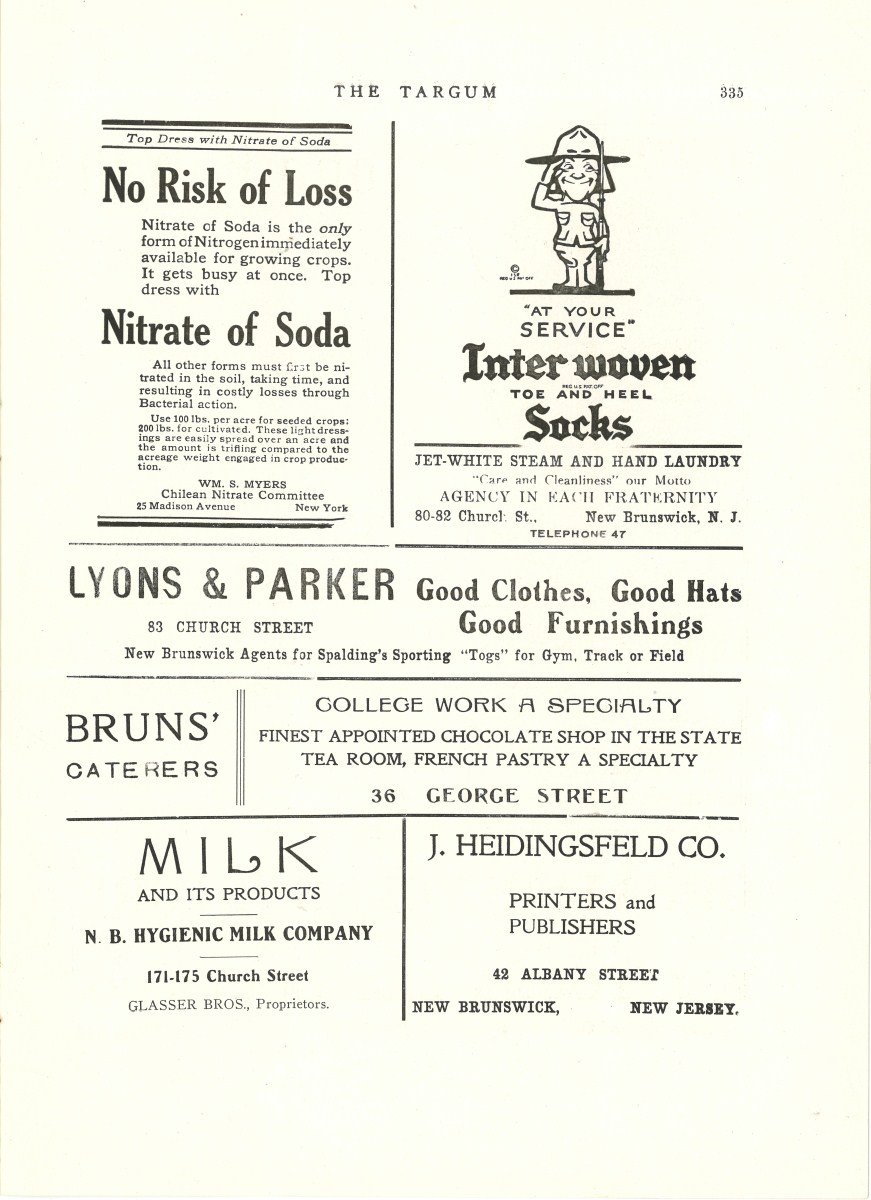 THE TARGUM 335
Top Dress with Nitrate of Soda
No Risk of Loss
Nitrate of Soda is the only
form of Nitrogen immediately
available for growing crops.
It gets busy at once. Top
dress with
Nitrate of Soda
All other forms must first be ni-
trated in the soil, taking time, and
resulting in costly losses through
Bacterial action.
Use 100 lbs. per acre for seeded crops;
200 lbs. for cultivated. These light dress-
ings are easily spread over an acre and
the amount is trifling compared to the
acreage weight engaged in crop produc-
tion.
WM. S. MYERS
Chilean Nitrate Committee
25 Madison Avenue New York
©
REG U.S PAT OFF
"AT YOUR
SERVICE"
Interwoven
REG U.S. PAT. OFF
TOE AND HEEL
Socks
JET-WHITE STEAM AND HAND LAUNDRY
"Care and Cleanliness" our Motto
AGENCY IN EACH FRATERNITY
80-82 Church St., New Brunswick, N. J.
TELEPHONE 47
LYONS & PARKER Good Clothes, Good Hats
83 CHURCH STREET Good Furnishings
New Brunswick Agents for Spalding's Sporting "Togs" for Gym, Track or Field
BRUNS'
CATERERS
COLLEGE WORK A SPECIALTY
FINEST APPOINTED CHOCOLATE SHOP IN THE STATE
TEA ROOM, FRENCH PASTRY A SPECIALTY
36 GEORGE STREET
MILK
AND ITS PRODUCTS
N. B. HYGIENIC MILK COMPANY
171-175 Church Street
GLASSER BROS., Proprietors.
J. HEIDINGSFELD CO.
PRINTERS and
PUBLISHERS
42 ALBANY STREET
NEW BRUNSWICK, NEW JERSEY.